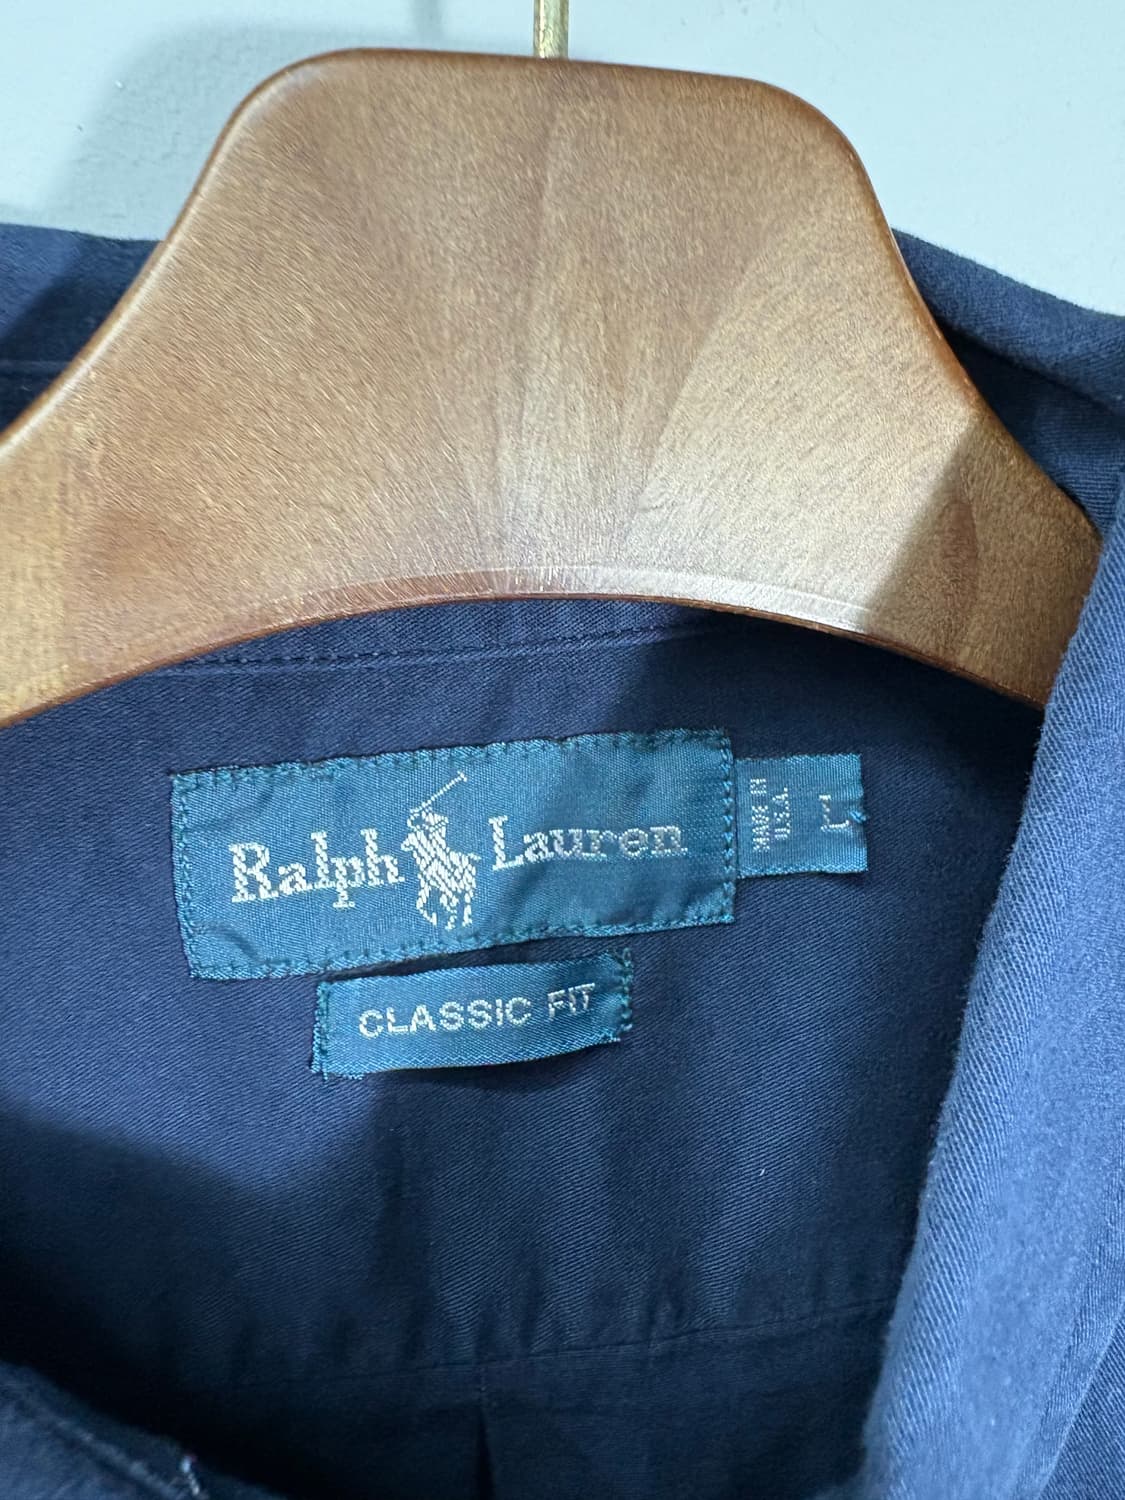 Ralph Lauren
MADE IN
U.S.A.
L
CLASSIC FIT